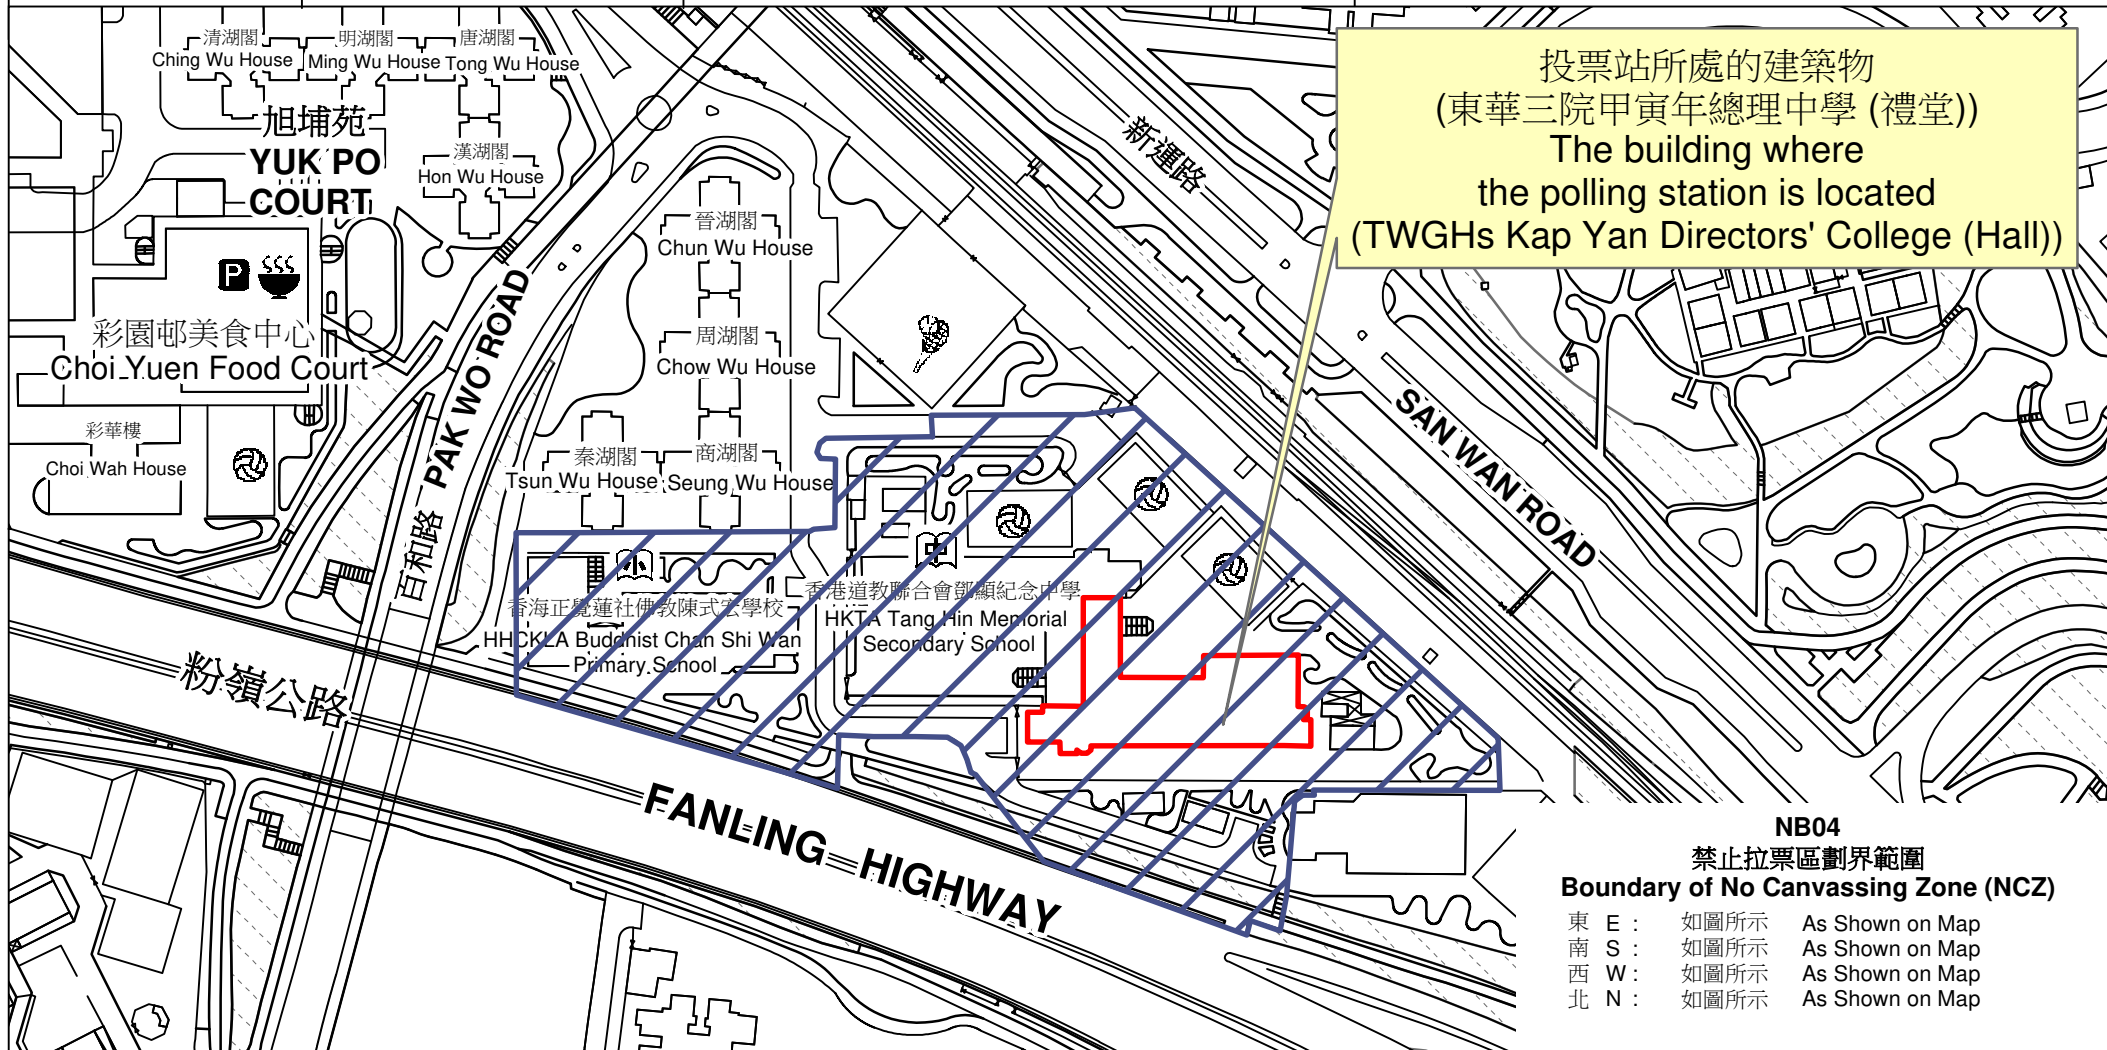 清湖閣
Ching Wu House
明湖閣
Ming Wu House
唐湖閣
Tong Wu House
旭埔苑
YUK PO
COURT
漢湖閣
Hon Wu House
晉湖閣
Chun Wu House
周湖閣
Chow Wu House
秦湖閣
Tsun Wu House
商湖閣
Seung Wu House
P
彩園邨美食中心
Choi Yuen Food Court
彩華樓
Choi Wah House
百和路 PAK WO ROAD
新運路
SAN WAN ROAD
投票站所處的建築物
(東華三院甲寅年總理中學 (禮堂))
The building where
the polling station is located
(TWGHs Kap Yan Directors' College (Hall))
小
香海正覺蓮社佛教陳式宏學校
HHCKLA Buddhist Chan Shi Wan
Primary School
中
香港道教聯合會鄧顯紀念中學
HKTA Tang Hin Memorial
Secondary School
粉嶺公路
FANLING HIGHWAY
NB04
禁止拉票區劃界範圍
Boundary of No Canvassing Zone (NCZ)
東 E : 如圖所示 As Shown on Map
南 S : 如圖所示 As Shown on Map
西 W : 如圖所示 As Shown on Map
北 N : 如圖所示 As Shown on Map